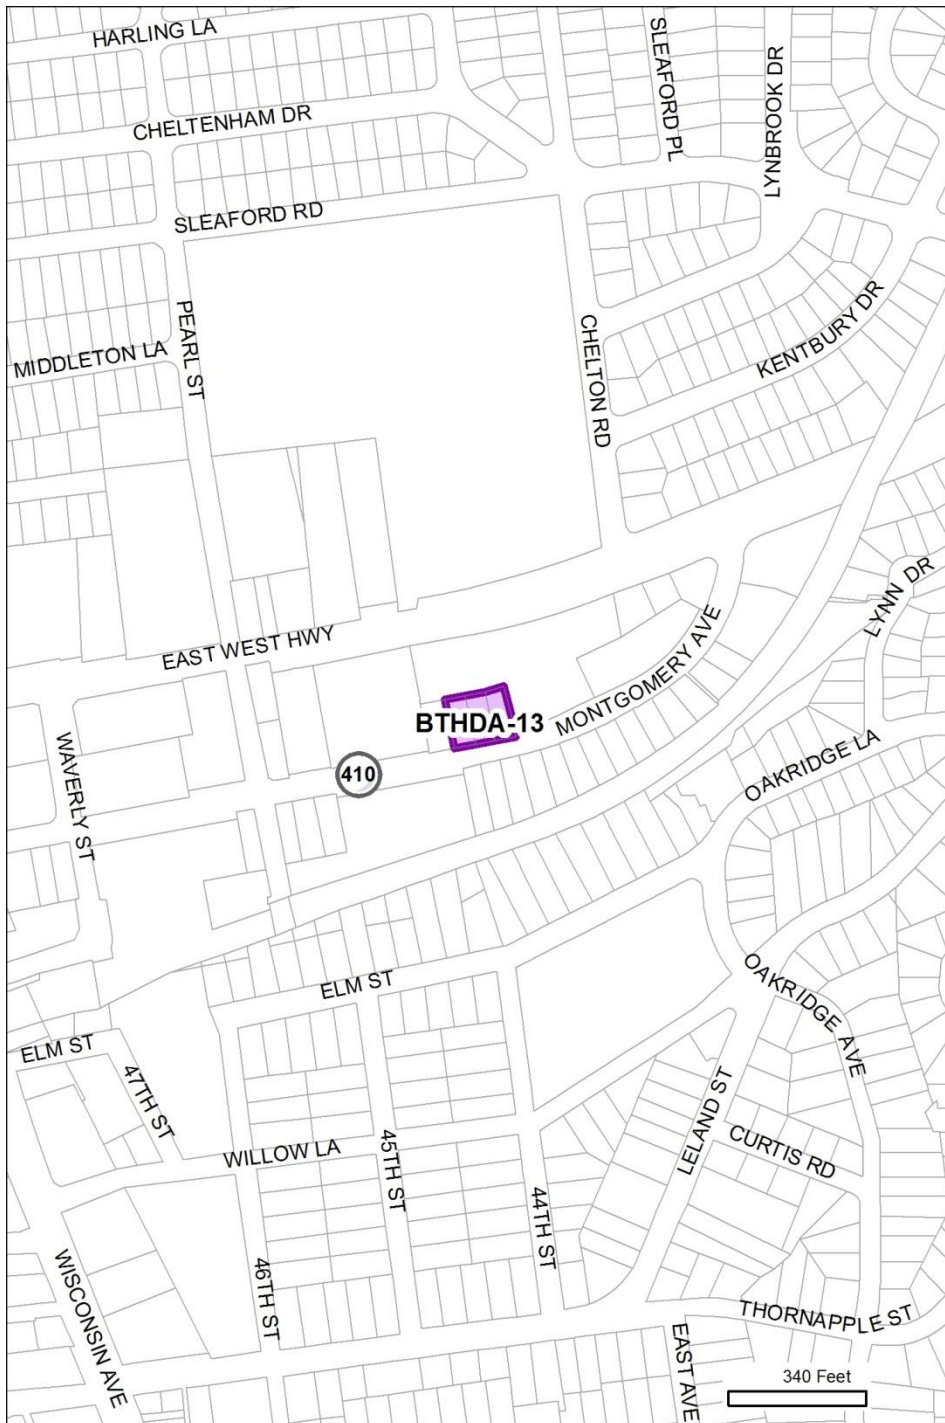 HARLING LA
SLEAFORD PL
LYNBROOK DR
CHELTENHAM DR
SLEAFORD RD
PEARL ST
MIDDLETON LA
CHELTON RD
KENTBURY DR
LYNN DR
EAST WEST HWY
MONTGOMERY AVE
BTHDA-13
WAVERLY ST
410
OAKRIDGE LA
ELM ST
OAKRIDGE AVE
ELM ST
47TH ST
LELAND ST
WILLOW LA
45TH ST
CURTIS RD
44TH ST
WISCONSIN AVE
46TH ST
THORNAPPLE ST
EAST AVE
340 Feet